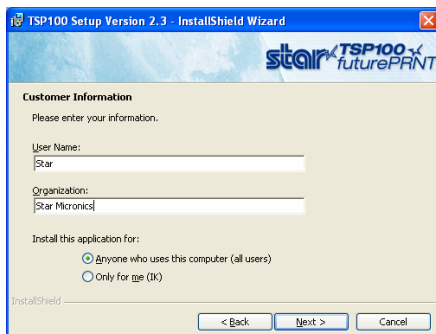 TSP100 Setup Version 2.3 - InstallShield Wizard
star TSP100
futurePRNT
Customer Information
Please enter your information.
User Name:
Star
Organization:
Star Micronics
Install this application for:
Anyone who uses this computer (all users)
Only for me (IK)
InstallShield
< Back Next > Cancel